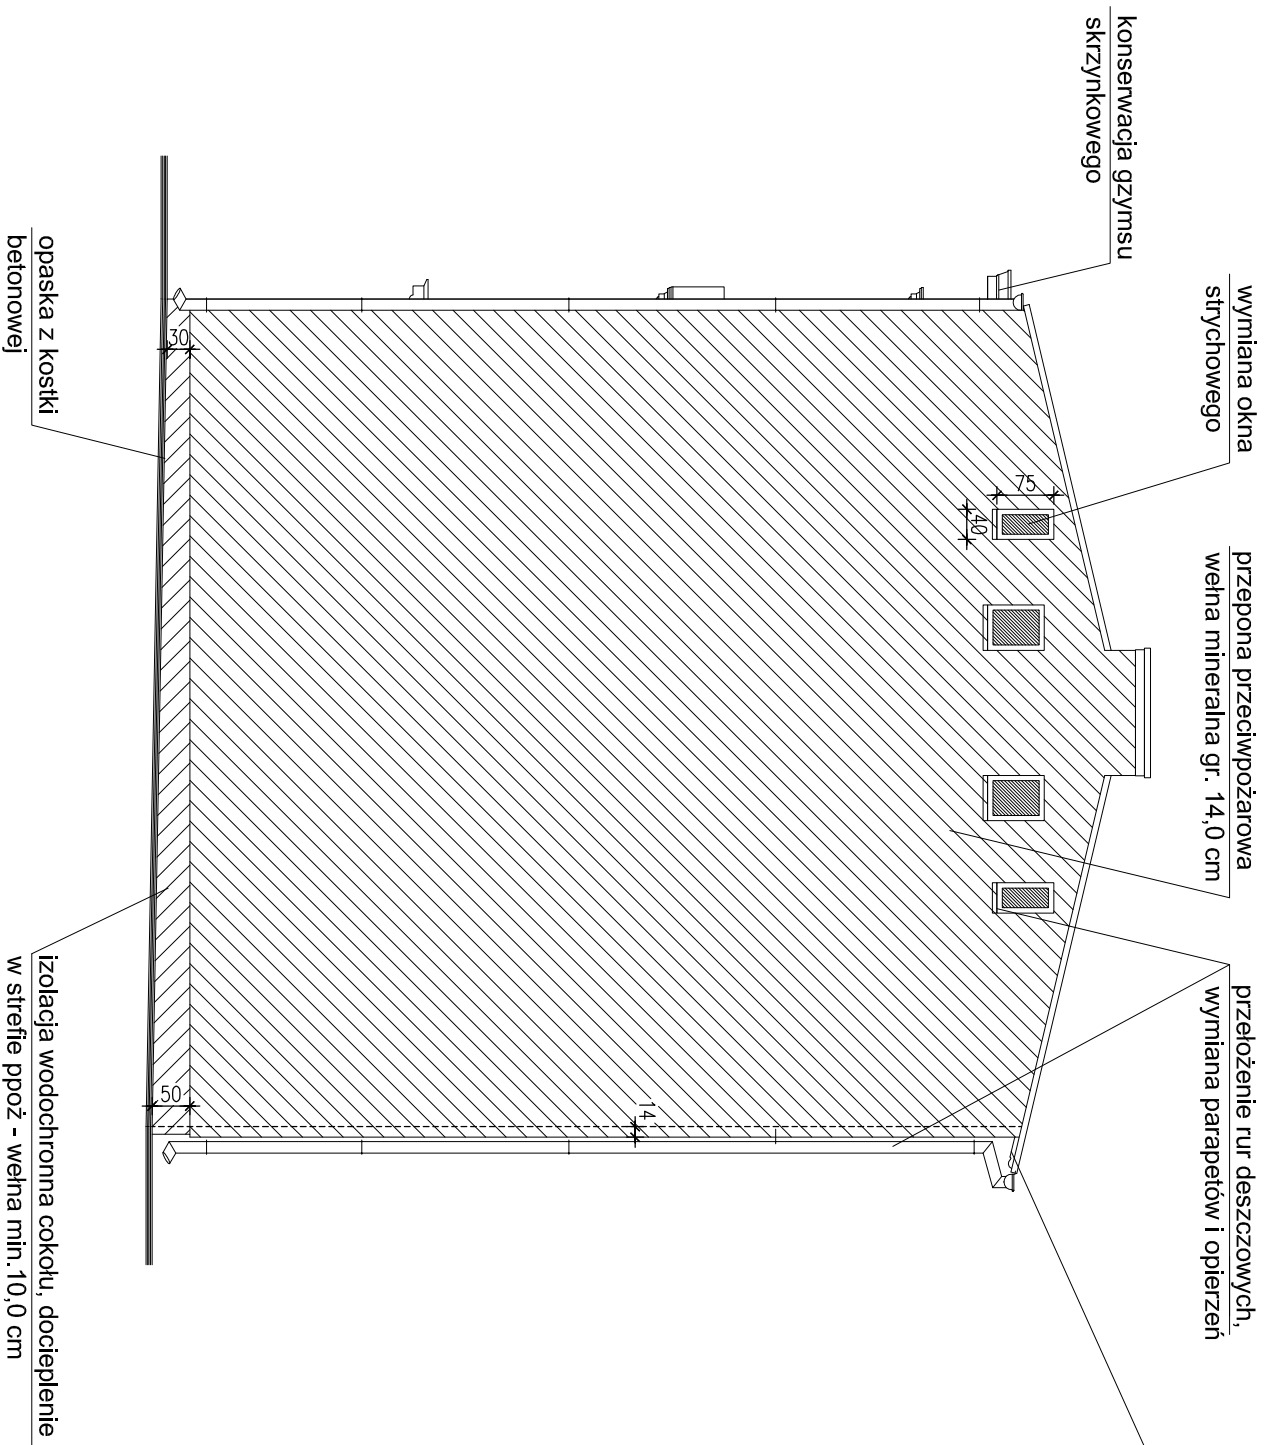 konserwacja gzymsu
skrzynkowego
wymiana okna
strychowego
przepona przeciwpożarowa
wełna mineralna gr. 14,0 cm
przełożenie rur deszczowych,
wymiana parapetów i opierzeń
75
40
14
30
50
opaska z kostki
betonowej
izolacja wodochronna cokołu, docieplenie
w strefie ppoż - wełna min.10,0 cm